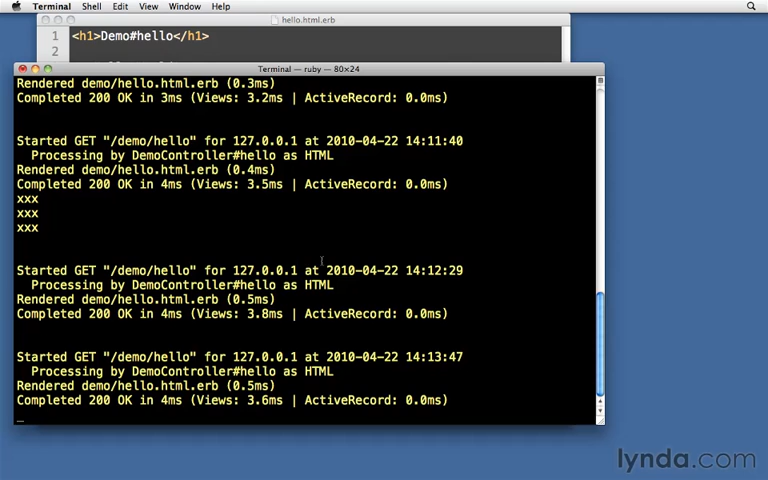 Terminal Shell Edit View Window Help
hello.html.erb
1 <h1>Demo#hello</h1>
2
Terminal — ruby — 80×24
Rendered demo/hello.html.erb (0.3ms)
Completed 200 OK in 3ms (Views: 3.2ms | ActiveRecord: 0.0ms)
Started GET "/demo/hello" for 127.0.0.1 at 2010-04-22 14:11:40
Processing by DemoController#hello as HTML
Rendered demo/hello.html.erb (0.4ms)
Completed 200 OK in 4ms (Views: 3.5ms | ActiveRecord: 0.0ms)
xxx
xxx
xxx
Started GET "/demo/hello" for 127.0.0.1 at 2010-04-22 14:12:29
Processing by DemoController#hello as HTML
Rendered demo/hello.html.erb (0.5ms)
Completed 200 OK in 4ms (Views: 3.8ms | ActiveRecord: 0.0ms)
Started GET "/demo/hello" for 127.0.0.1 at 2010-04-22 14:13:47
Processing by DemoController#hello as HTML
Rendered demo/hello.html.erb (0.5ms)
Completed 200 OK in 4ms (Views: 3.6ms | ActiveRecord: 0.0ms)
lynda.com